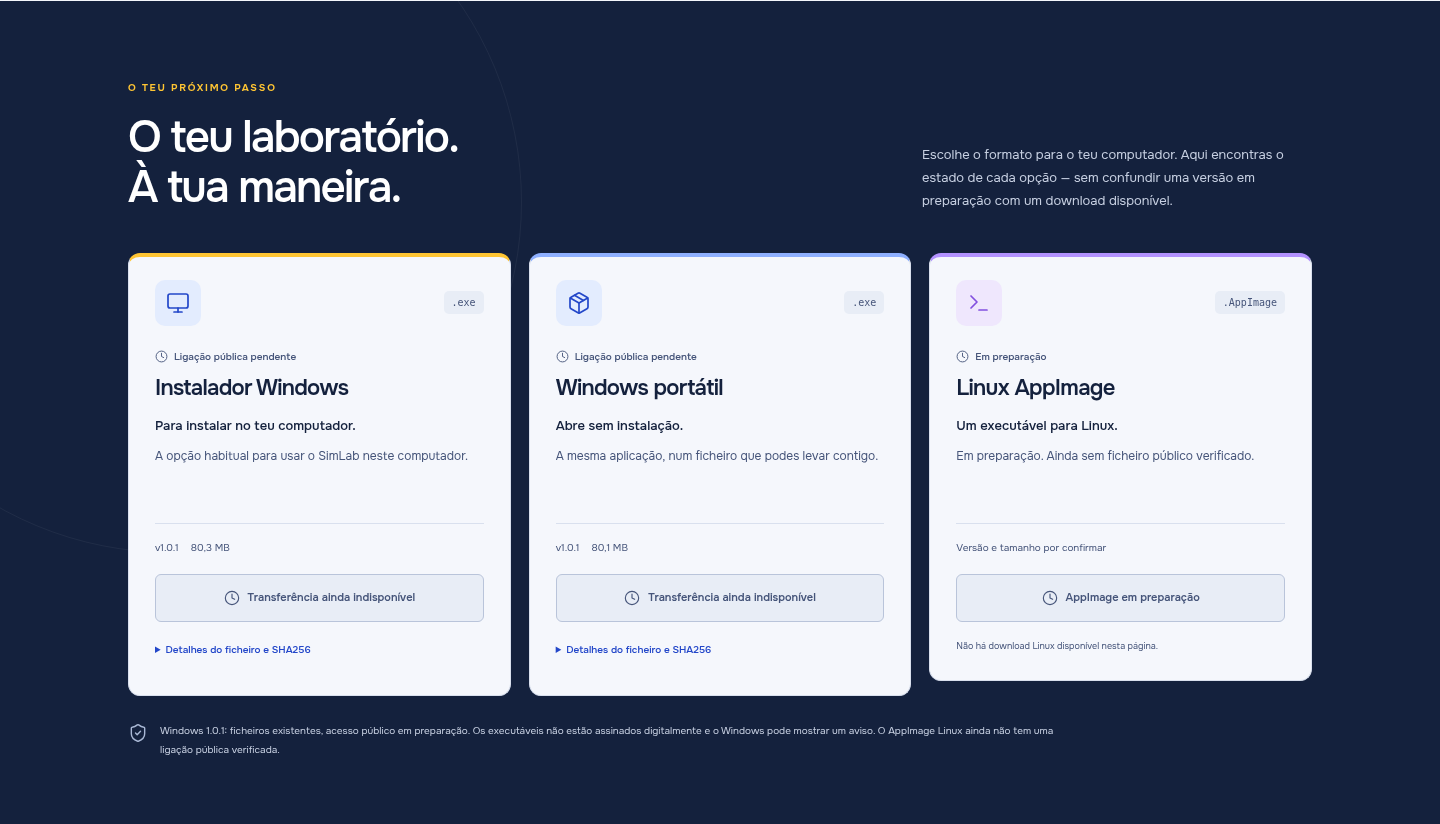 O TEU PRÓXIMO PASSO
O teu laboratório.
À tua maneira.
Escolhe o formato para o teu computador. Aqui encontras o
estado de cada opção — sem confundir uma versão em
preparação com um download disponível.
.exe
Ligação pública pendente
Instalador Windows
Para instalar no teu computador.
A opção habitual para usar o SimLab neste computador.
v1.0.1 80,3 MB
Transferência ainda indisponível
Detalhes do ficheiro e SHA256
.exe
Ligação pública pendente
Windows portátil
Abre sem instalação.
A mesma aplicação, num ficheiro que podes levar contigo.
v1.0.1 80,1 MB
Transferência ainda indisponível
Detalhes do ficheiro e SHA256
.AppImage
Em preparação
Linux AppImage
Um executável para Linux.
Em preparação. Ainda sem ficheiro público verificado.
Versão e tamanho por confirmar
AppImage em preparação
Não há download Linux disponível nesta página.
Windows 1.0.1: ficheiros existentes, acesso público em preparação. Os executáveis não estão assinados digitalmente e o Windows pode mostrar um aviso. O AppImage Linux ainda não tem uma
ligação pública verificada.